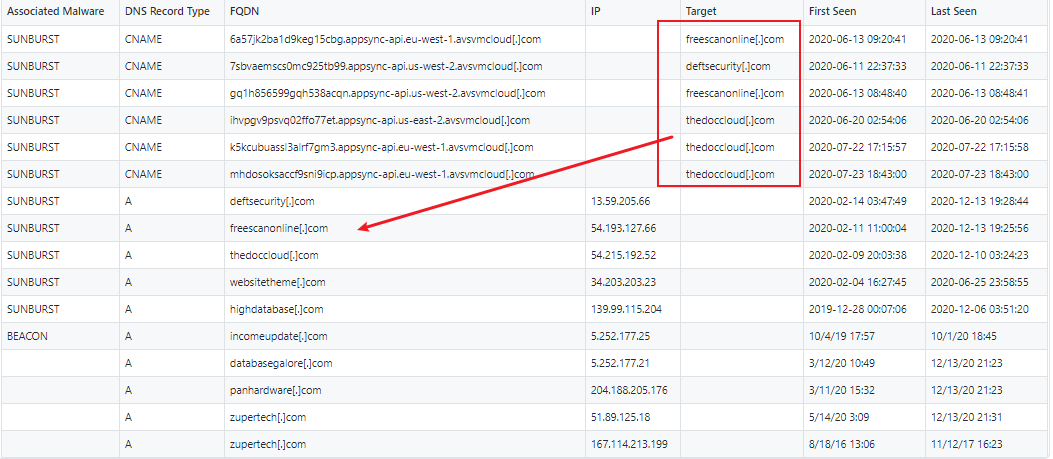 Associated Malware DNS Record Type FQDN IP Target First Seen Last Seen
SUNBURST CNAME 6a57jk2ba1d9keg15cbg.appsync-api.eu-west-1.avsvmcloud[.]com freescanonline[.]com 2020-06-13 09:20:41 2020-06-13 09:20:41
SUNBURST CNAME 7sbvaemscs0mc925tb99.appsync-api.us-west-2.avsvmcloud[.]com deftsecurity[.]com 2020-06-11 22:37:33 2020-06-11 22:37:33
SUNBURST CNAME gq1h856599gqh538acqn.appsync-api.us-west-2.avsvmcloud[.]com freescanonline[.]com 2020-06-13 08:48:40 2020-06-13 08:48:41
SUNBURST CNAME ihvpgv9psvq02ffo77et.appsync-api.us-east-2.avsvmcloud[.]com thedoccloud[.]com 2020-06-20 02:54:06 2020-06-20 02:54:06
SUNBURST CNAME k5kcubuassl3alrf7gm3.appsync-api.eu-west-1.avsvmcloud[.]com thedoccloud[.]com 2020-07-22 17:15:57 2020-07-22 17:15:58
SUNBURST CNAME mhdosoksaccf9sni9icp.appsync-api.eu-west-1.avsvmcloud[.]com thedoccloud[.]com 2020-07-23 18:43:00 2020-07-23 18:43:00
SUNBURST A deftsecurity[.]com 13.59.205.66 2020-02-14 03:47:49 2020-12-13 19:28:44
SUNBURST A freescanonline[.]com 54.193.127.66 2020-02-11 11:00:04 2020-12-13 19:25:56
SUNBURST A thedoccloud[.]com 54.215.192.52 2020-02-09 20:03:38 2020-12-10 03:24:23
SUNBURST A websitetheme[.]com 34.203.203.23 2020-02-04 16:27:45 2020-06-25 23:58:55
SUNBURST A highdatabase[.]com 139.99.115.204 2019-12-28 00:07:06 2020-12-06 03:51:20
BEACON A incomeupdate[.]com 5.252.177.25 10/4/19 17:57 10/1/20 18:45
A databasegalore[.]com 5.252.177.21 3/12/20 10:49 12/13/20 21:23
A panhardware[.]com 204.188.205.176 3/11/20 15:32 12/13/20 21:23
A zupertech[.]com 51.89.125.18 5/14/20 3:09 12/13/20 21:31
A zupertech[.]com 167.114.213.199 8/18/16 13:06 11/12/17 16:23